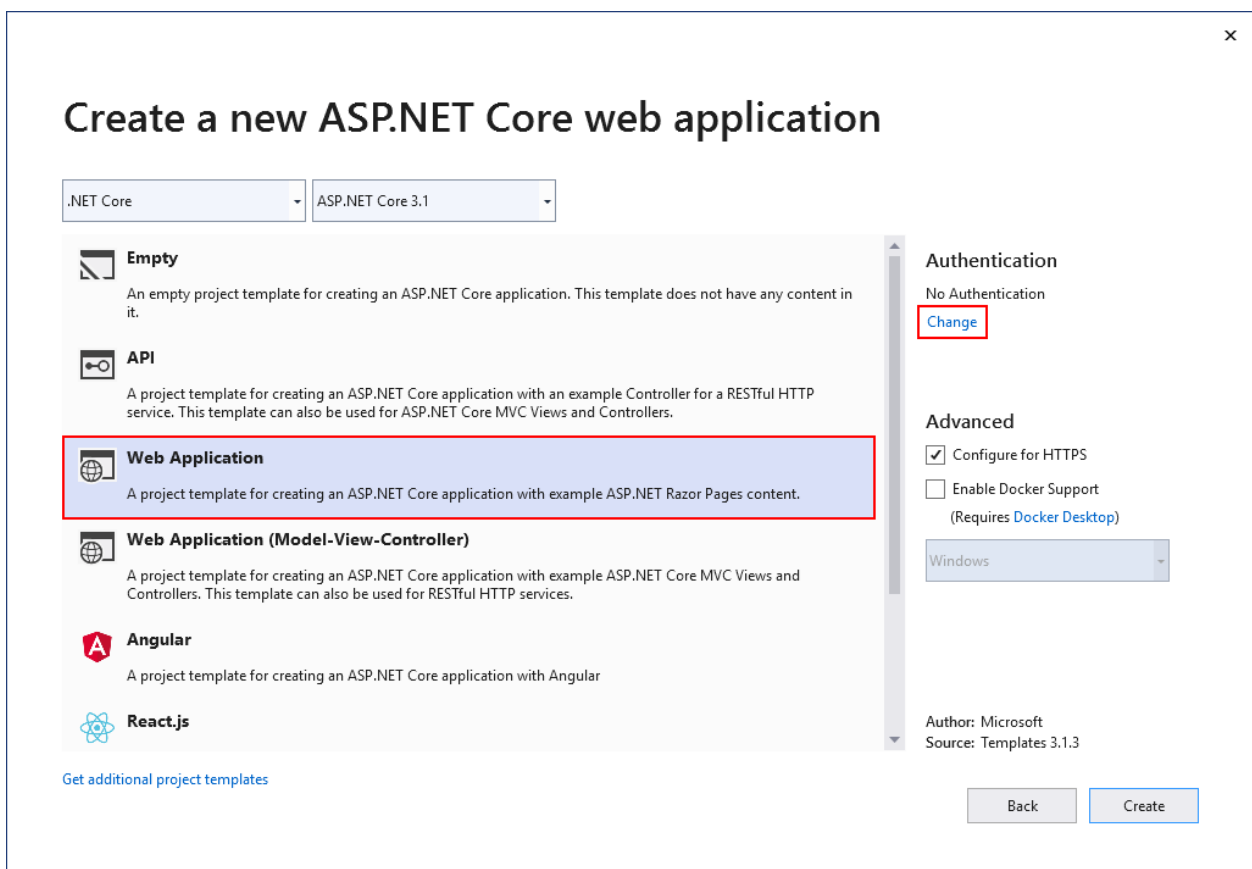 Create a new ASP.NET Core web application
.NET Core
ASP.NET Core 3.1
Empty
An empty project template for creating an ASP.NET Core application. This template does not have any content in
it.
API
A project template for creating an ASP.NET Core application with an example Controller for a RESTful HTTP
service. This template can also be used for ASP.NET Core MVC Views and Controllers.
Web Application
A project template for creating an ASP.NET Core application with example ASP.NET Razor Pages content.
Web Application (Model-View-Controller)
A project template for creating an ASP.NET Core application with example ASP.NET Core MVC Views and
Controllers. This template can also be used for RESTful HTTP services.
Angular
A project template for creating an ASP.NET Core application with Angular
React.js
Get additional project templates
Authentication
No Authentication
Change
Advanced
Configure for HTTPS
Enable Docker Support
(Requires Docker Desktop)
Windows
Author: Microsoft
Source: Templates 3.1.3
Back
Create